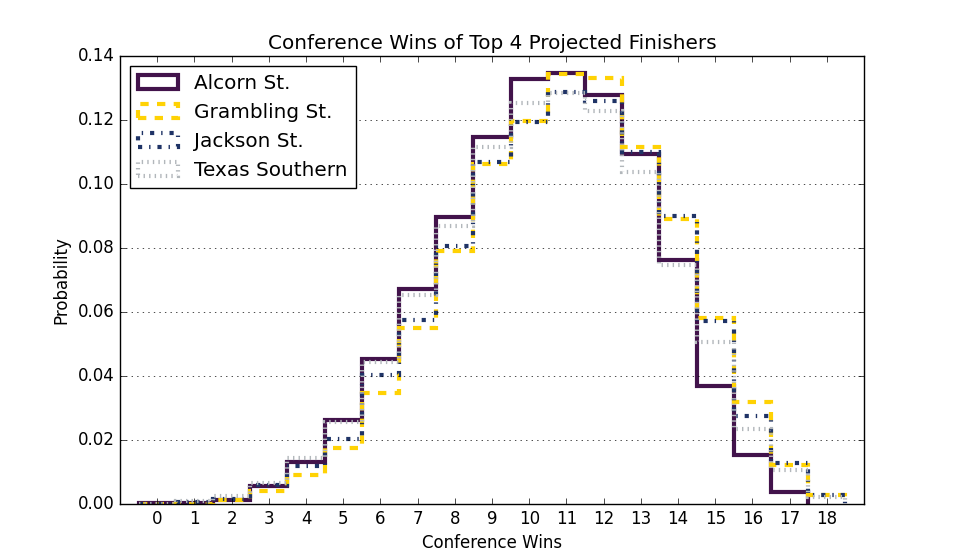 Conference Wins of Top 4 Projected Finishers
0.14
0.12
0.10
0.08
0.06
0.04
0.02
0.00
Probability
Alcorn St.
Grambling St.
Jackson St.
Texas Southern
0 1 2 3 4 5 6 7 8 9 10 11 12 13 14 15 16 17 18
Conference Wins